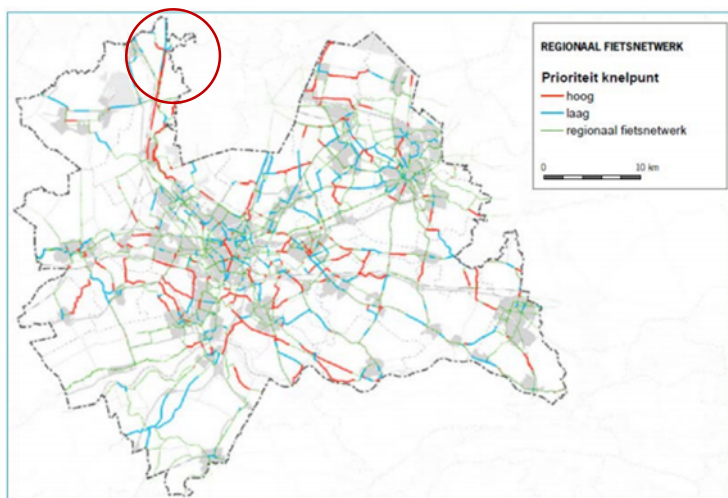 REGIONAAL FIETSNETWERK
Prioriteit knelpunt
hoog
laag
regionaal fietsnetwerk
0 10 km